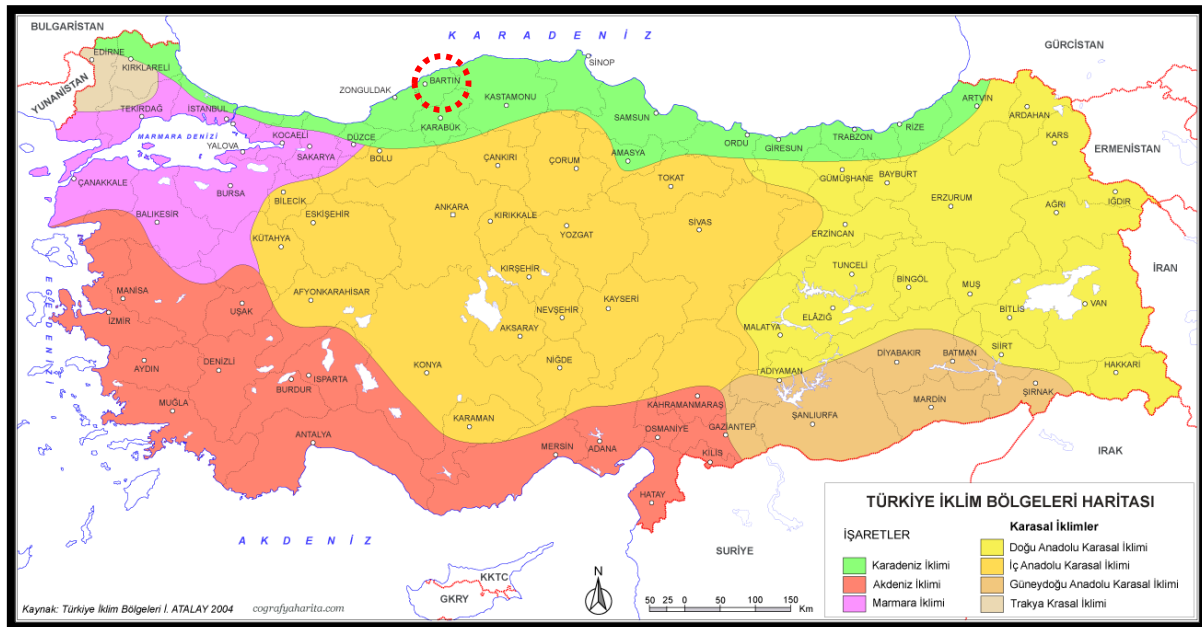 BULGARİSTAN
KARADENİZ
GÜRCİSTAN
EDİRNE
KIRKLARELİ
SİNOP
YUNANİSTAN
BARTIN
ZONGULDAK
KASTAMONU
ARTVİN
TEKİRDAĞ
İSTANBUL
KARABÜK
SAMSUN
RİZE
ARDAHAN
MARMARA DENİZİ
KOCAELİ
DÜZCE
TRABZON
KARS
YALOVA
SAKARYA
BOLU
ORDU
GİRESUN
ERMENİSTAN
ÇANKIRI
ÇORUM
AMASYA
ÇANAKKALE
BURSA
BİLECİK
TOKAT
GÜMÜŞHANE
BAYBURT
IĞDIR
ERZURUM
AĞRI
BALIKESİR
ESKİŞEHİR
ANKARA
KIRIKKALE
SİVAS
KÜTAHYA
YOZGAT
ERZİNCAN
EGE DENİZİ
KIRŞEHİR
TUNCELİ
BİNGÖL
İRAN
MANİSA
AFYONKARAHİSAR
MUŞ
İZMİR
UŞAK
NEVŞEHİR
KAYSERİ
BİTLİS
VAN
ELÂZIĞ
AKSARAY
MALATYA
AYDIN
DENİZLİ
KONYA
NİĞDE
DİYABAKIR
BATMAN
SİİRT
BURDUR
ISPARTA
ADIYAMAN
HAKKARİ
MUĞLA
ŞIRNAK
KARAMAN
KAHRAMANMARAŞ
MARDİN
ŞANLIURFA
ANTALYA
MERSİN
ADANA
OSMANİYE
GAZİANTEP
KİLİS
IRAK
HATAY
AKDENİZ
SURİYE
KKTC
GKRY
N
50 25 0 50 100 150
Km
TÜRKİYE İKLİM BÖLGELERİ HARİTASI
İŞARETLER
Karadeniz İklimi
Akdeniz İklimi
Marmara İklimi
Karasal İklimler
Doğu Anadolu Karasal İklimi
İç Anadolu Karasal İklimi
Güneydoğu Anadolu Karasal İklimi
Trakya Krasal İklimi
Kaynak: Türkiye İklim Bölgeleri İ. ATALAY 2004
cografyaharita.com